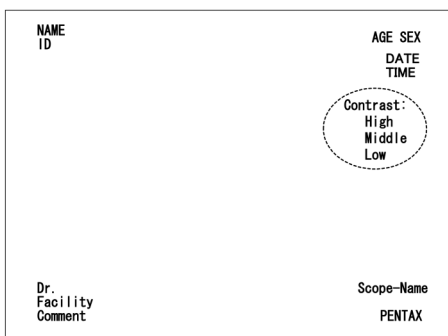 NAME
ID
AGE SEX
DATE
TIME
Contrast:
High
Middle
Low
Dr.
Facility
Comment
Scope-Name
PENTAX